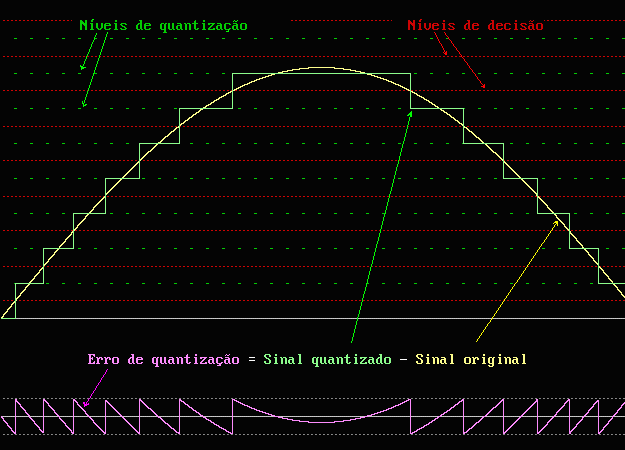 Níveis de quantização
Níveis de decisão
Erro de quantização = Sinal quantizado - Sinal original